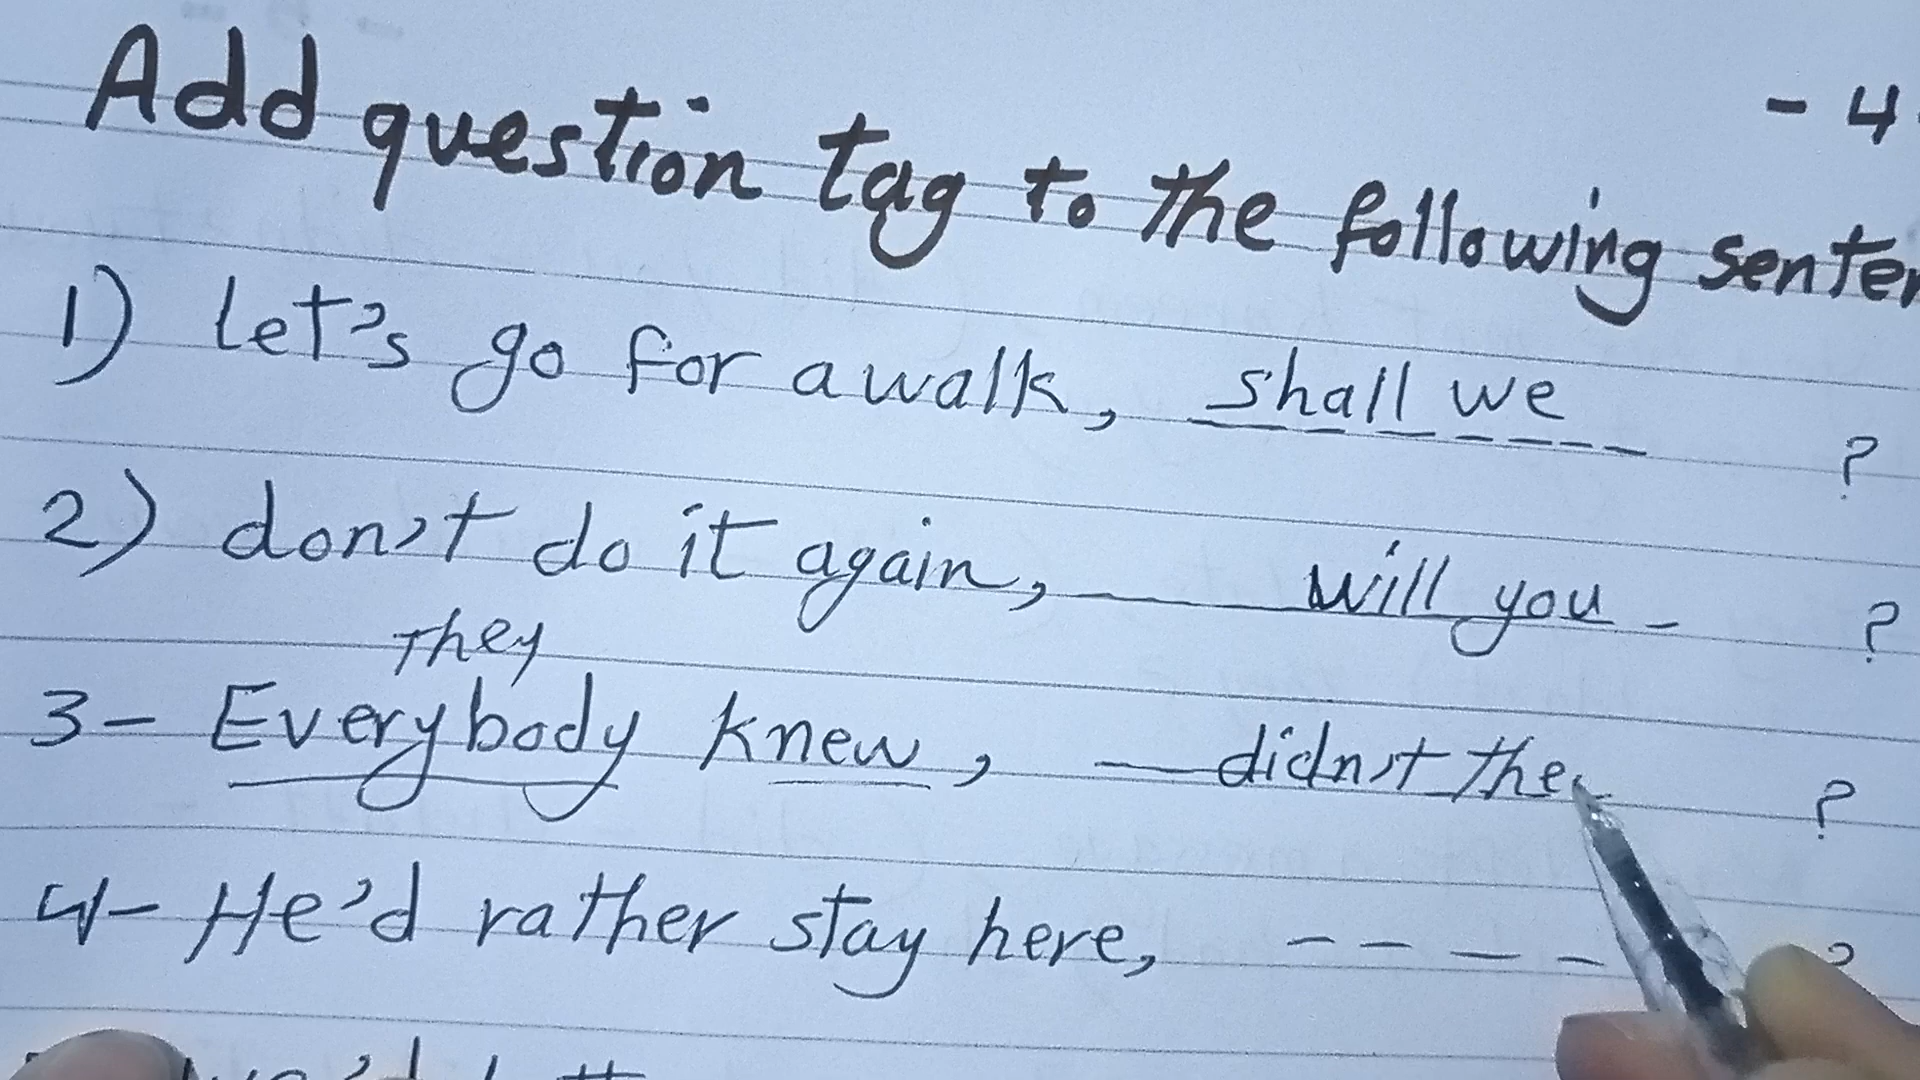 - 4
Add question tag to the following senten
1) let's go for a walk, shall we ?
2) don't do it again, will you - ?
They
3- Everybody knew, didn't the ?
4- He'd rather stay here, ---- ?